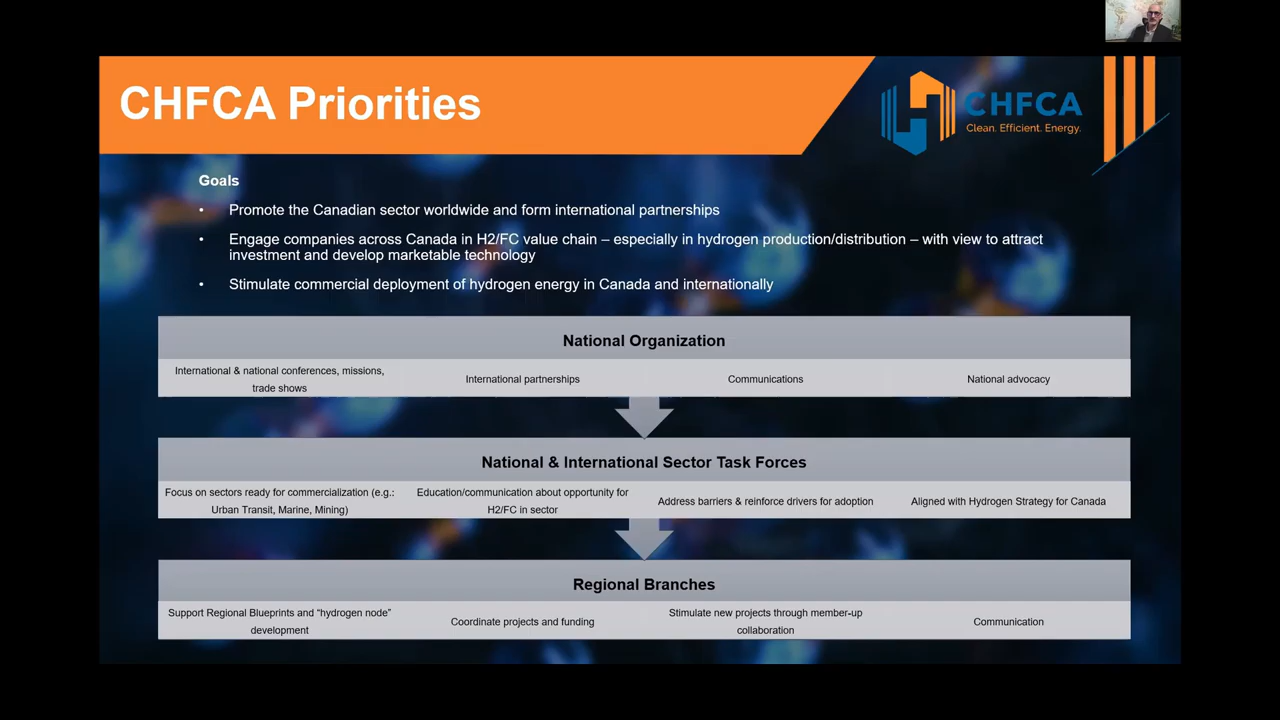 CHFCA Priorities
CHFCA
Clean. Efficient. Energy.
Goals
• Promote the Canadian sector worldwide and form international partnerships
• Engage companies across Canada in H2/FC value chain – especially in hydrogen production/distribution – with view to attract
investment and develop marketable technology
• Stimulate commercial deployment of hydrogen energy in Canada and internationally
National Organization
International & national conferences, missions,
trade shows
International partnerships
Communications
National advocacy
National & International Sector Task Forces
Focus on sectors ready for commercialization (e.g.:
Urban Transit, Marine, Mining)
Education/communication about opportunity for
H2/FC in sector
Address barriers & reinforce drivers for adoption
Aligned with Hydrogen Strategy for Canada
Regional Branches
Support Regional Blueprints and “hydrogen node”
development
Coordinate projects and funding
Stimulate new projects through member-up
collaboration
Communication